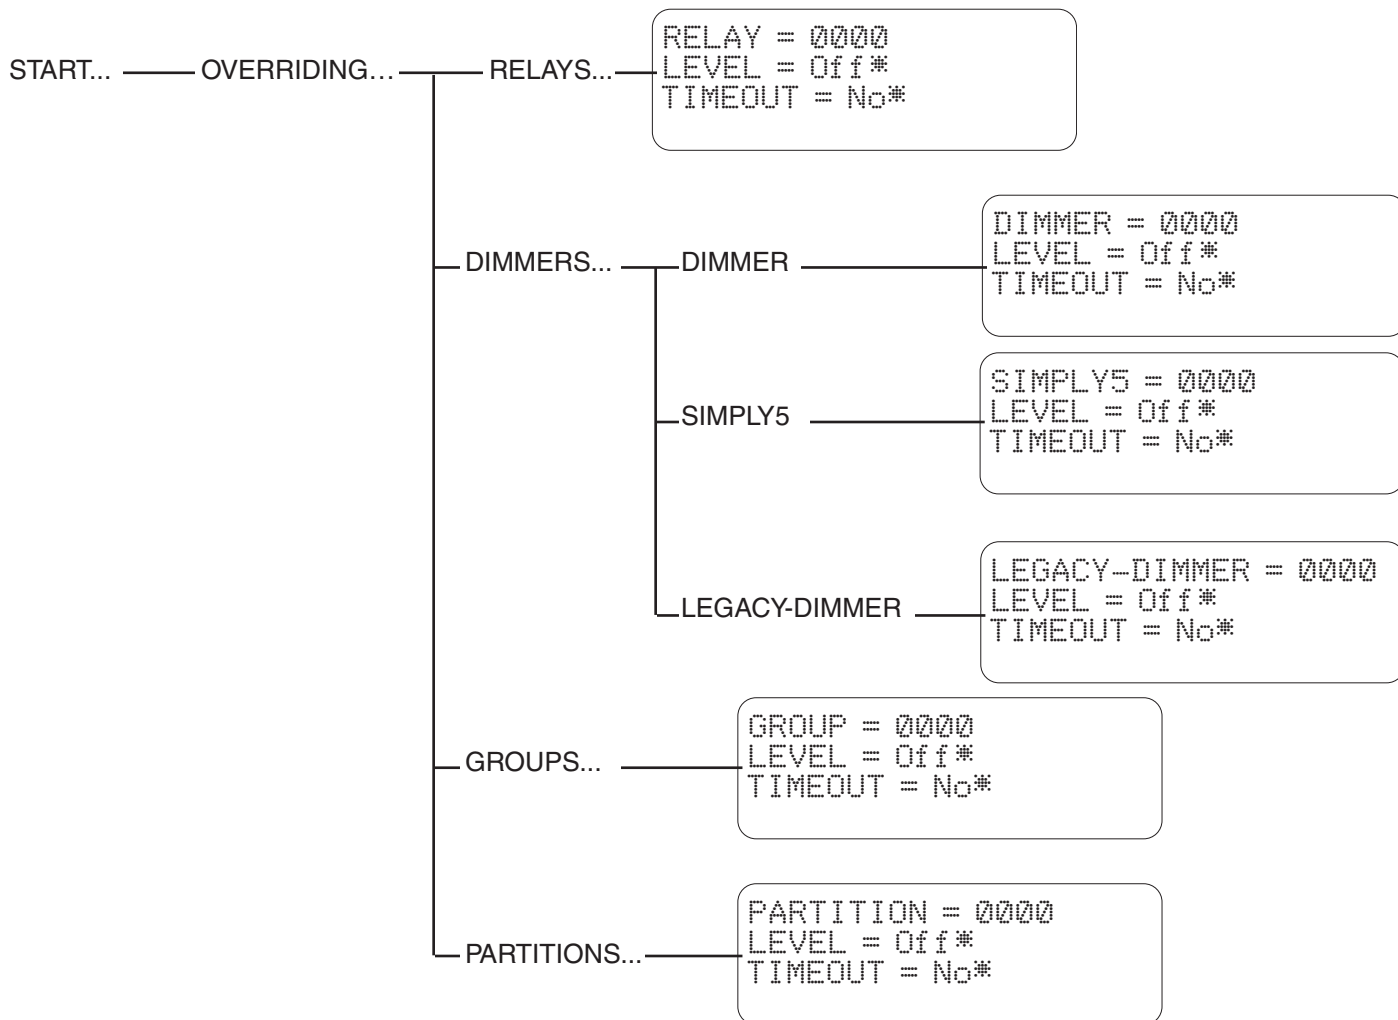 START... OVERRIDING... RELAYS...
RELAY = 0000
LEVEL = Off*
TIMEOUT = No*
DIMMERS... DIMMER
DIMMER = 0000
LEVEL = Off*
TIMEOUT = No*
SIMPLY5
SIMPLY5 = 0000
LEVEL = Off*
TIMEOUT = No*
LEGACY-DIMMER
LEGACY-DIMMER = 0000
LEVEL = Off*
TIMEOUT = No*
GROUPS...
GROUP = 0000
LEVEL = Off*
TIMEOUT = No*
PARTITIONS...
PARTITION = 0000
LEVEL = Off*
TIMEOUT = No*